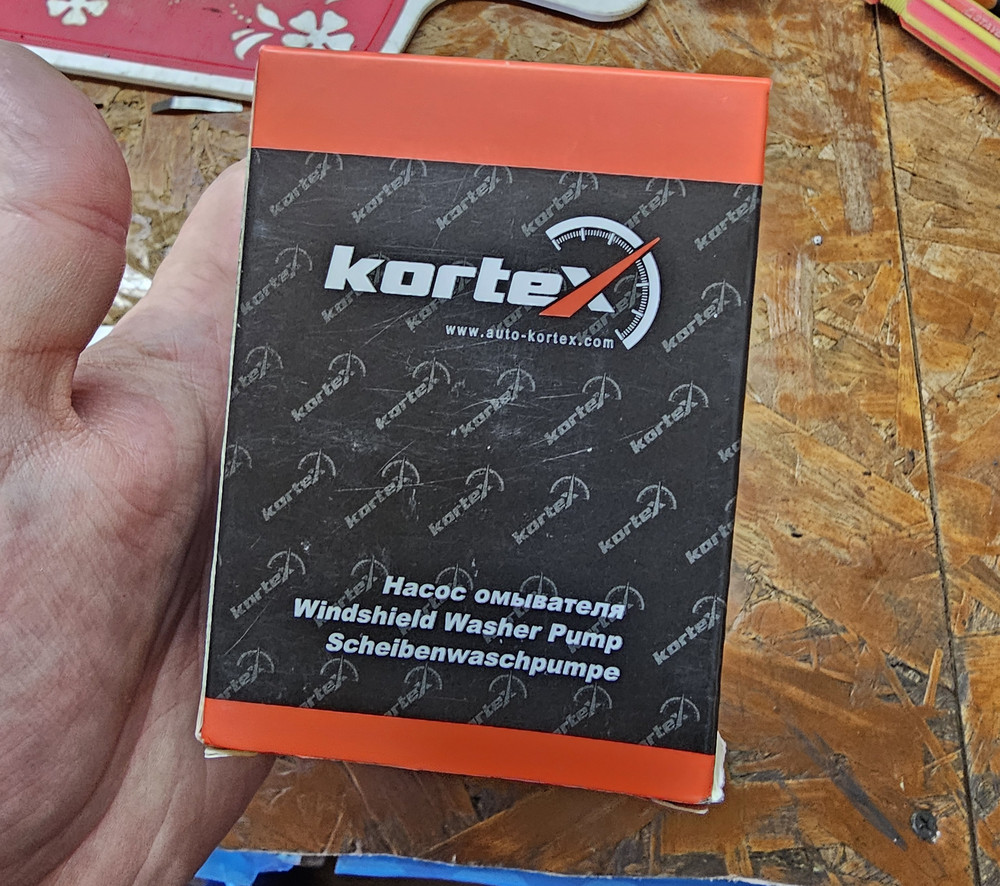 kortex
www.auto-kortex.com
Насос омывателя
Windshield Washer Pump
Scheibenwaschpumpe